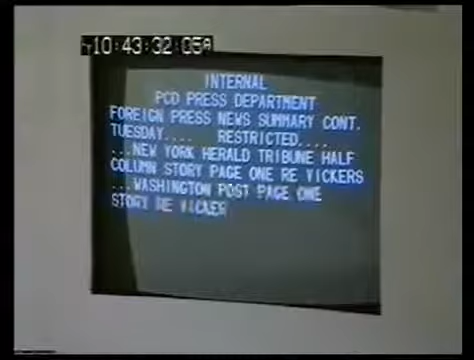 10:43:32:05
INTERNAL
PCD PRESS DEPARTMENT
FOREIGN PRESS NEWS SUMMARY CONT.
TUESDAY.... RESTRICTED....
...NEW YORK HERALD TRIBUNE HALF
COLUMN STORY PAGE ONE RE VICKERS
...WASHINGTON POST PAGE ONE
STORY RE VICKER